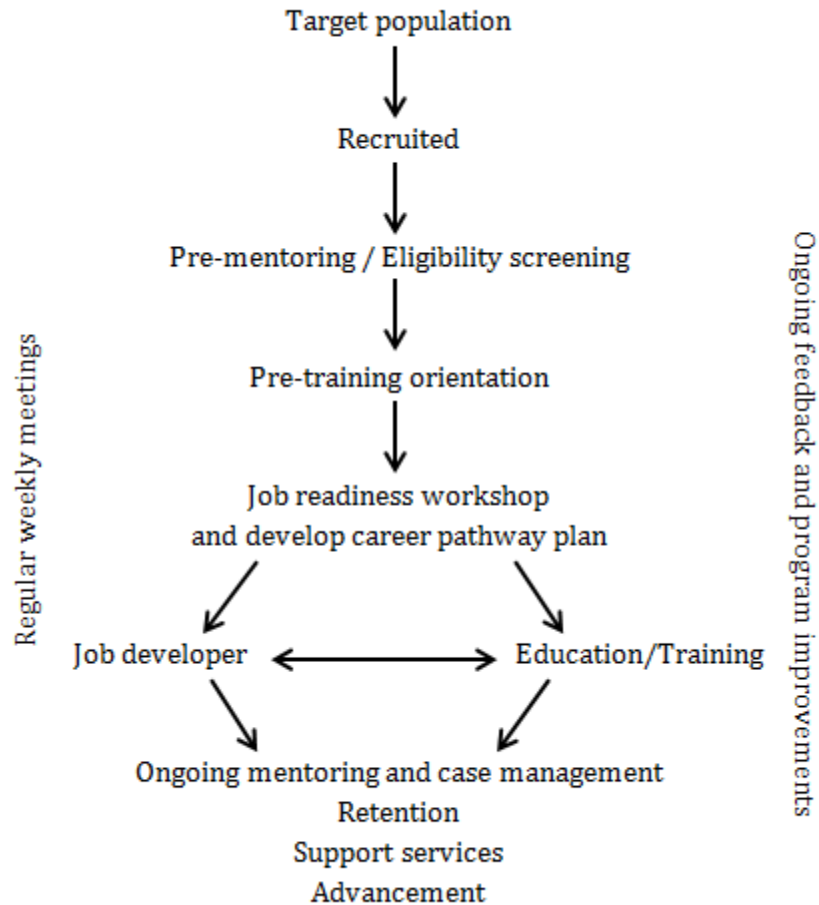 Target population
Recruited
Pre-mentoring / Eligibility screening
Pre-training orientation
Job readiness workshop
and develop career pathway plan
Job developer
Education/Training
Ongoing mentoring and case management
Retention
Support services
Advancement
Regular weekly meetings
Ongoing feedback and program improvements